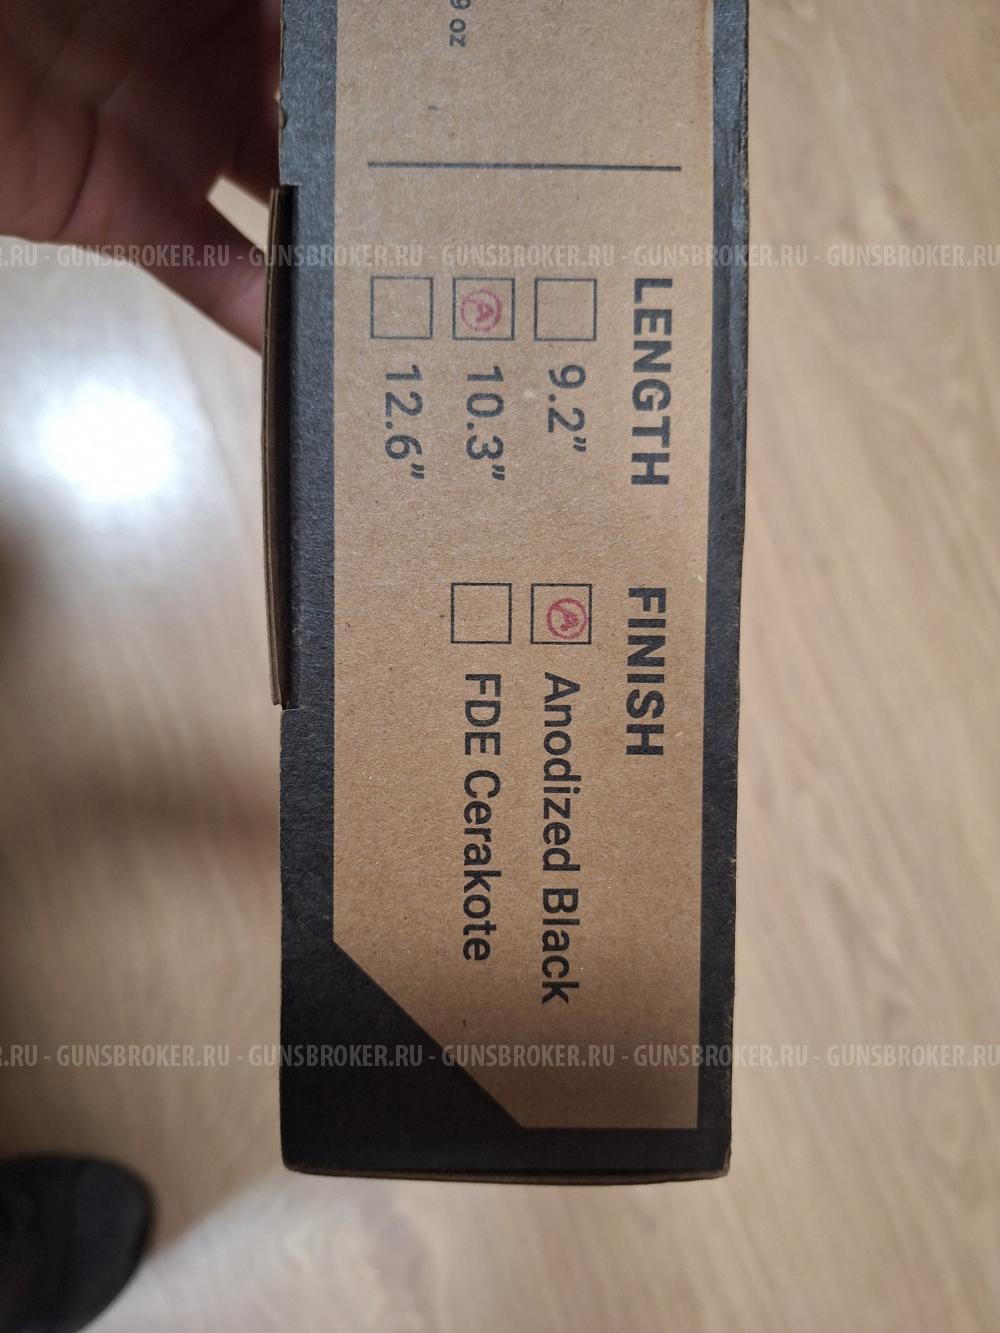 9 oz
LENGTH
9.2”
10.3”
12.6”
FINISH
Anodized Black
FDE Cerakote
GUNSBROKER.RU - GUNSBROKER.RU - GUNSBROKER.RU - GUNSBROKER.RU - GUNSBROKER.RU
GUNSBROKER.RU - GUNSBROKER.RU - GUNSBROKER.RU - GUNSBROKER.RU - GUNSBROKER.RU